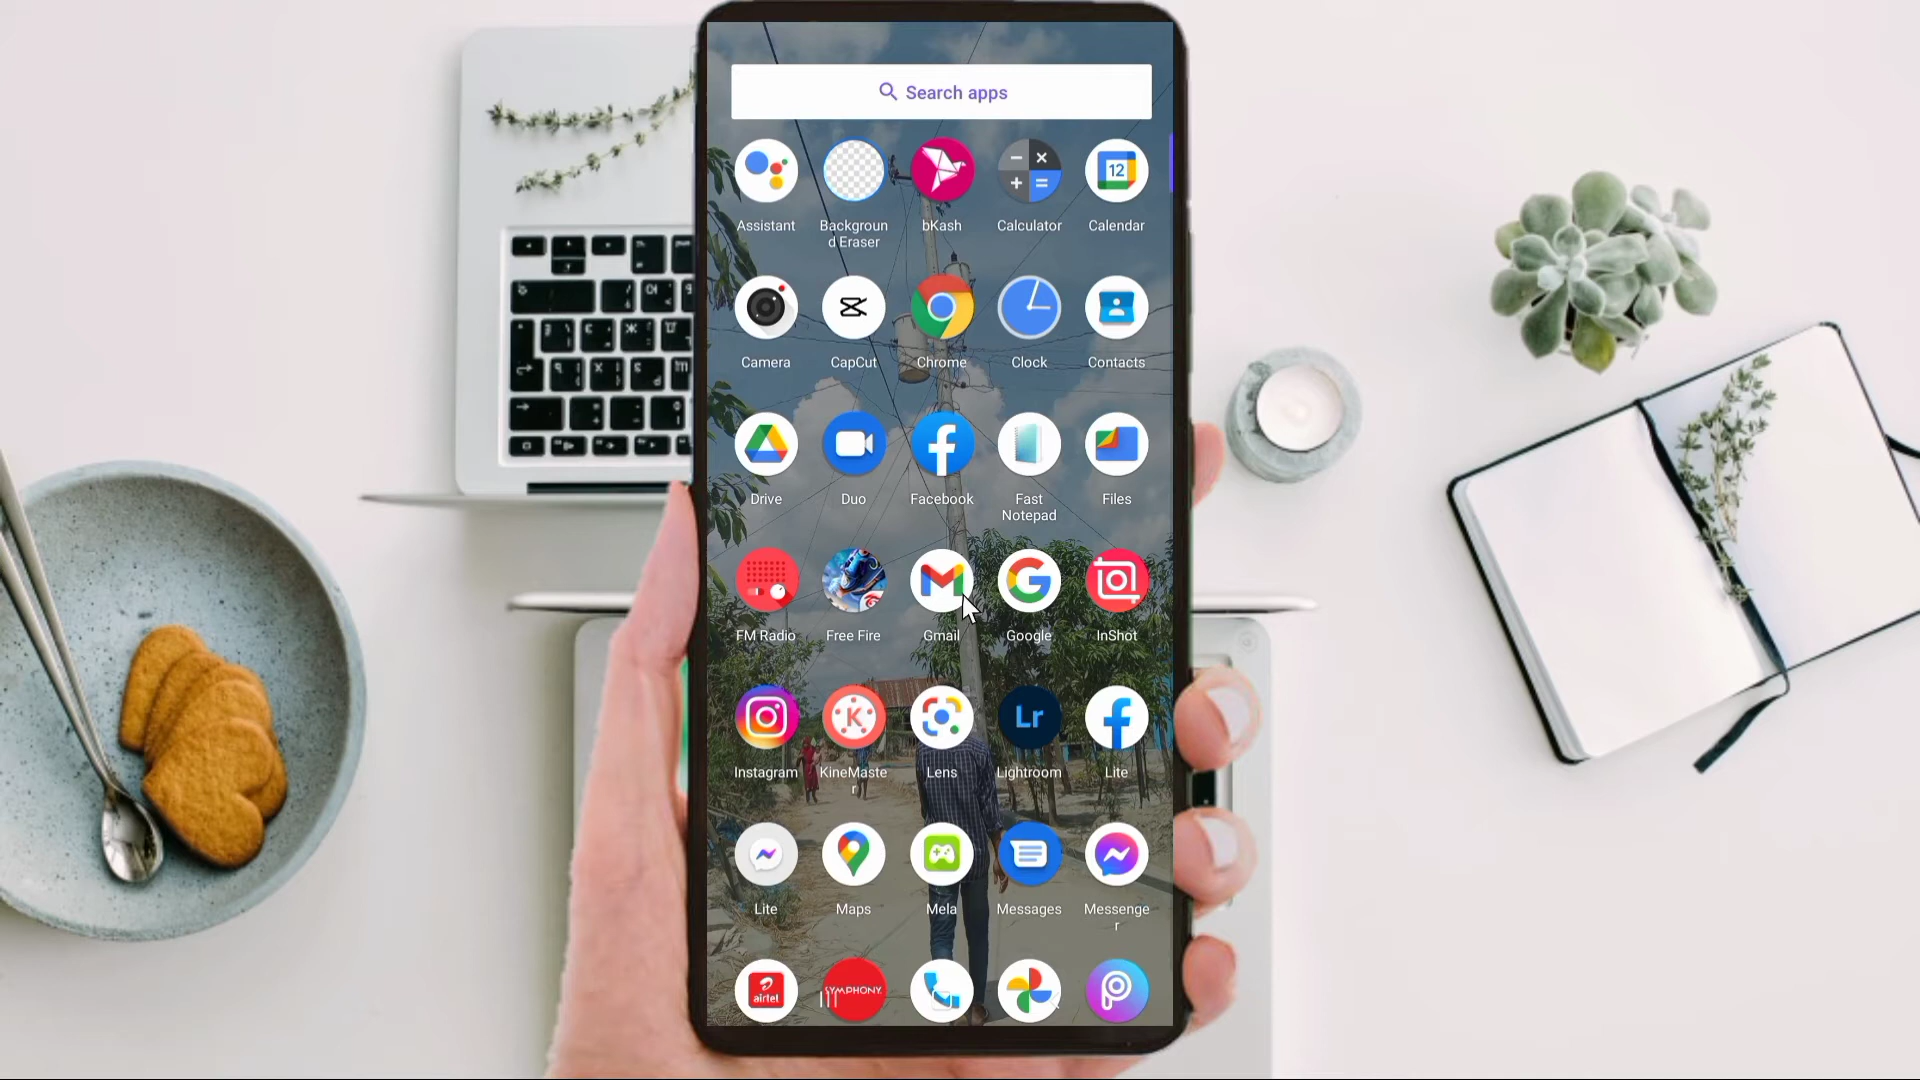 Search apps
12
Assistant
Backgroun
d Eraser
bKash
Calculator
Calendar
Camera
CapCut
Chrome
Clock
Contacts
Drive
Duo
Facebook
Fast
Notepad
Files
FM Radio
Free Fire
Gmail
Google
InShot
K
Lr
Instagram
KineMaste
r
Lens
Lightroom
Lite
Lite
Maps
Mela
Messages
Messenge
r
airtel
SYMPHONY